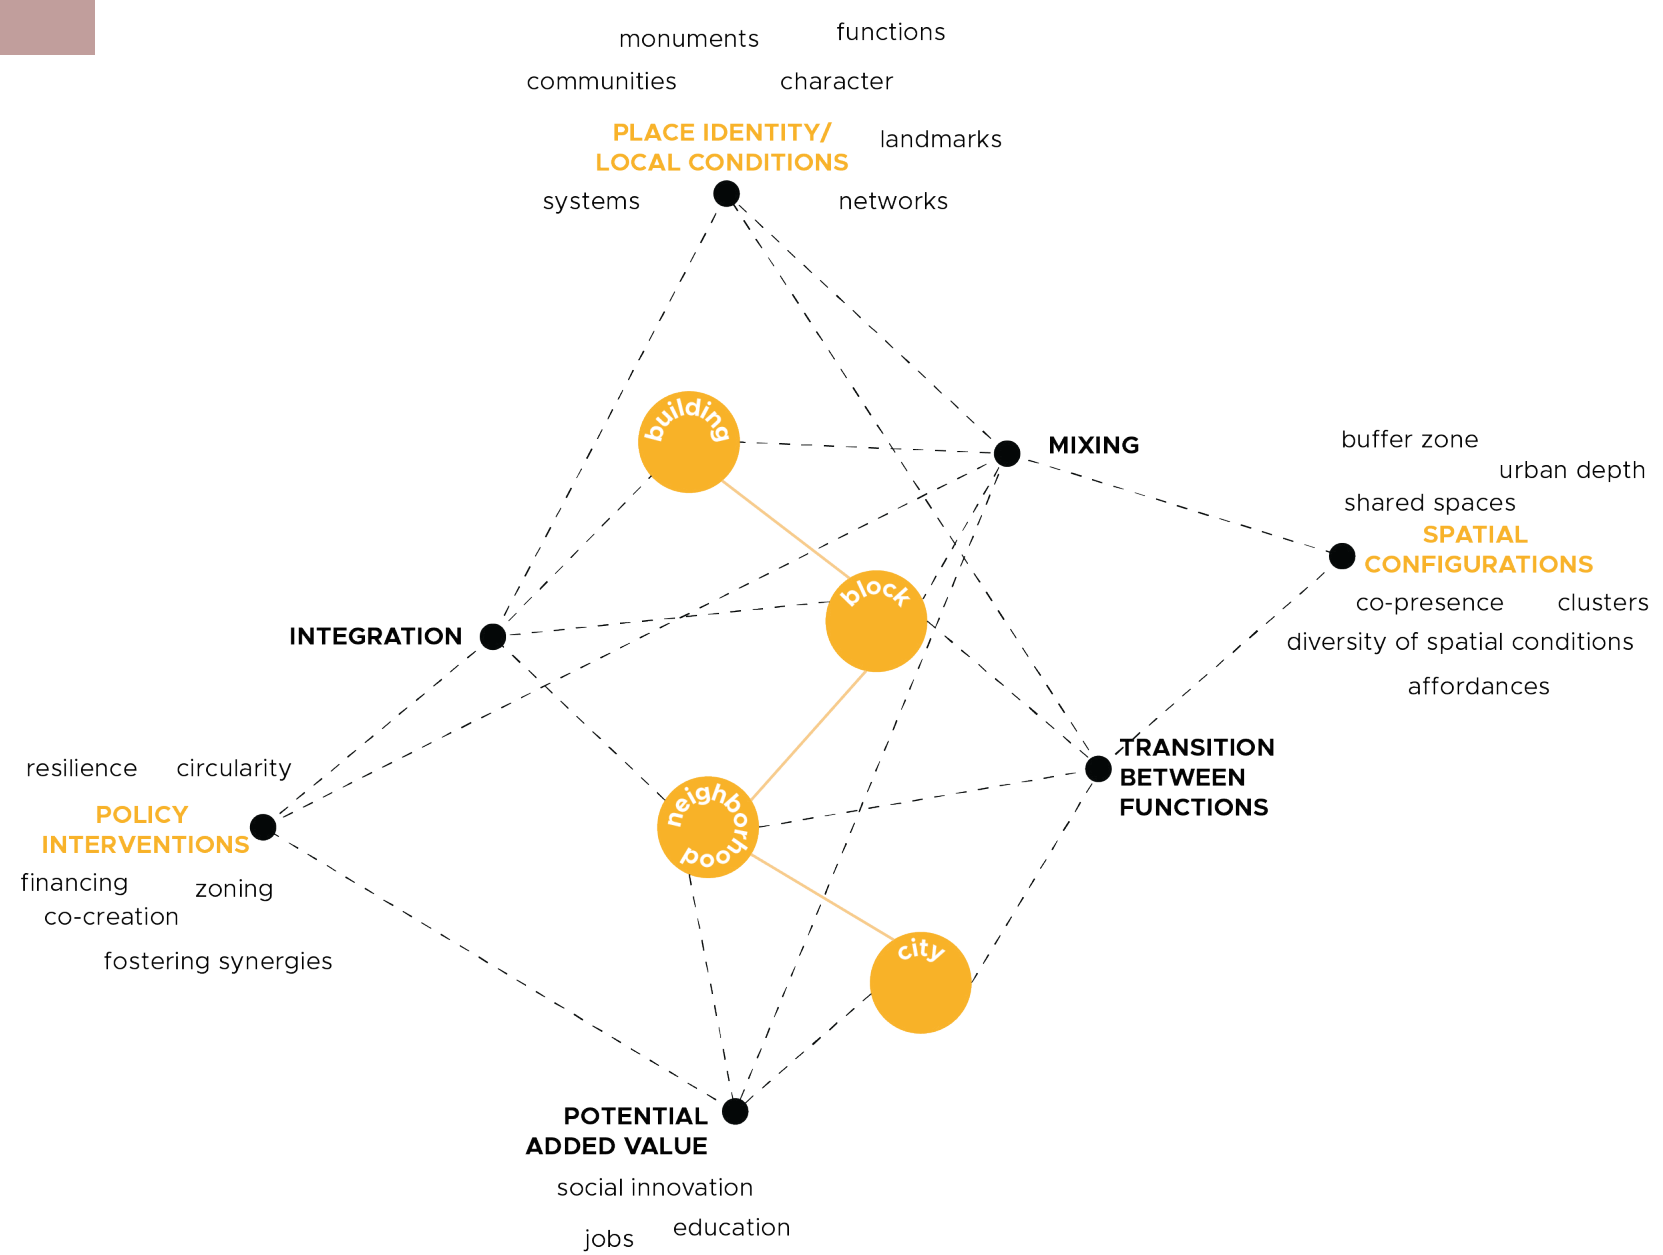 functions
monuments
communities
character
PLACE IDENTITY/
LOCAL CONDITIONS
landmarks
systems
networks
building
MIXING
buffer zone
urban depth
shared spaces
SPATIAL
CONFIGURATIONS
co-presence
clusters
diversity of spatial conditions
affordances
block
INTEGRATION
TRANSITION
BETWEEN
FUNCTIONS
resilience
circularity
POLICY
INTERVENTIONS
financing
zoning
co-creation
fostering synergies
neighborhood
city
POTENTIAL
ADDED VALUE
social innovation
education
jobs